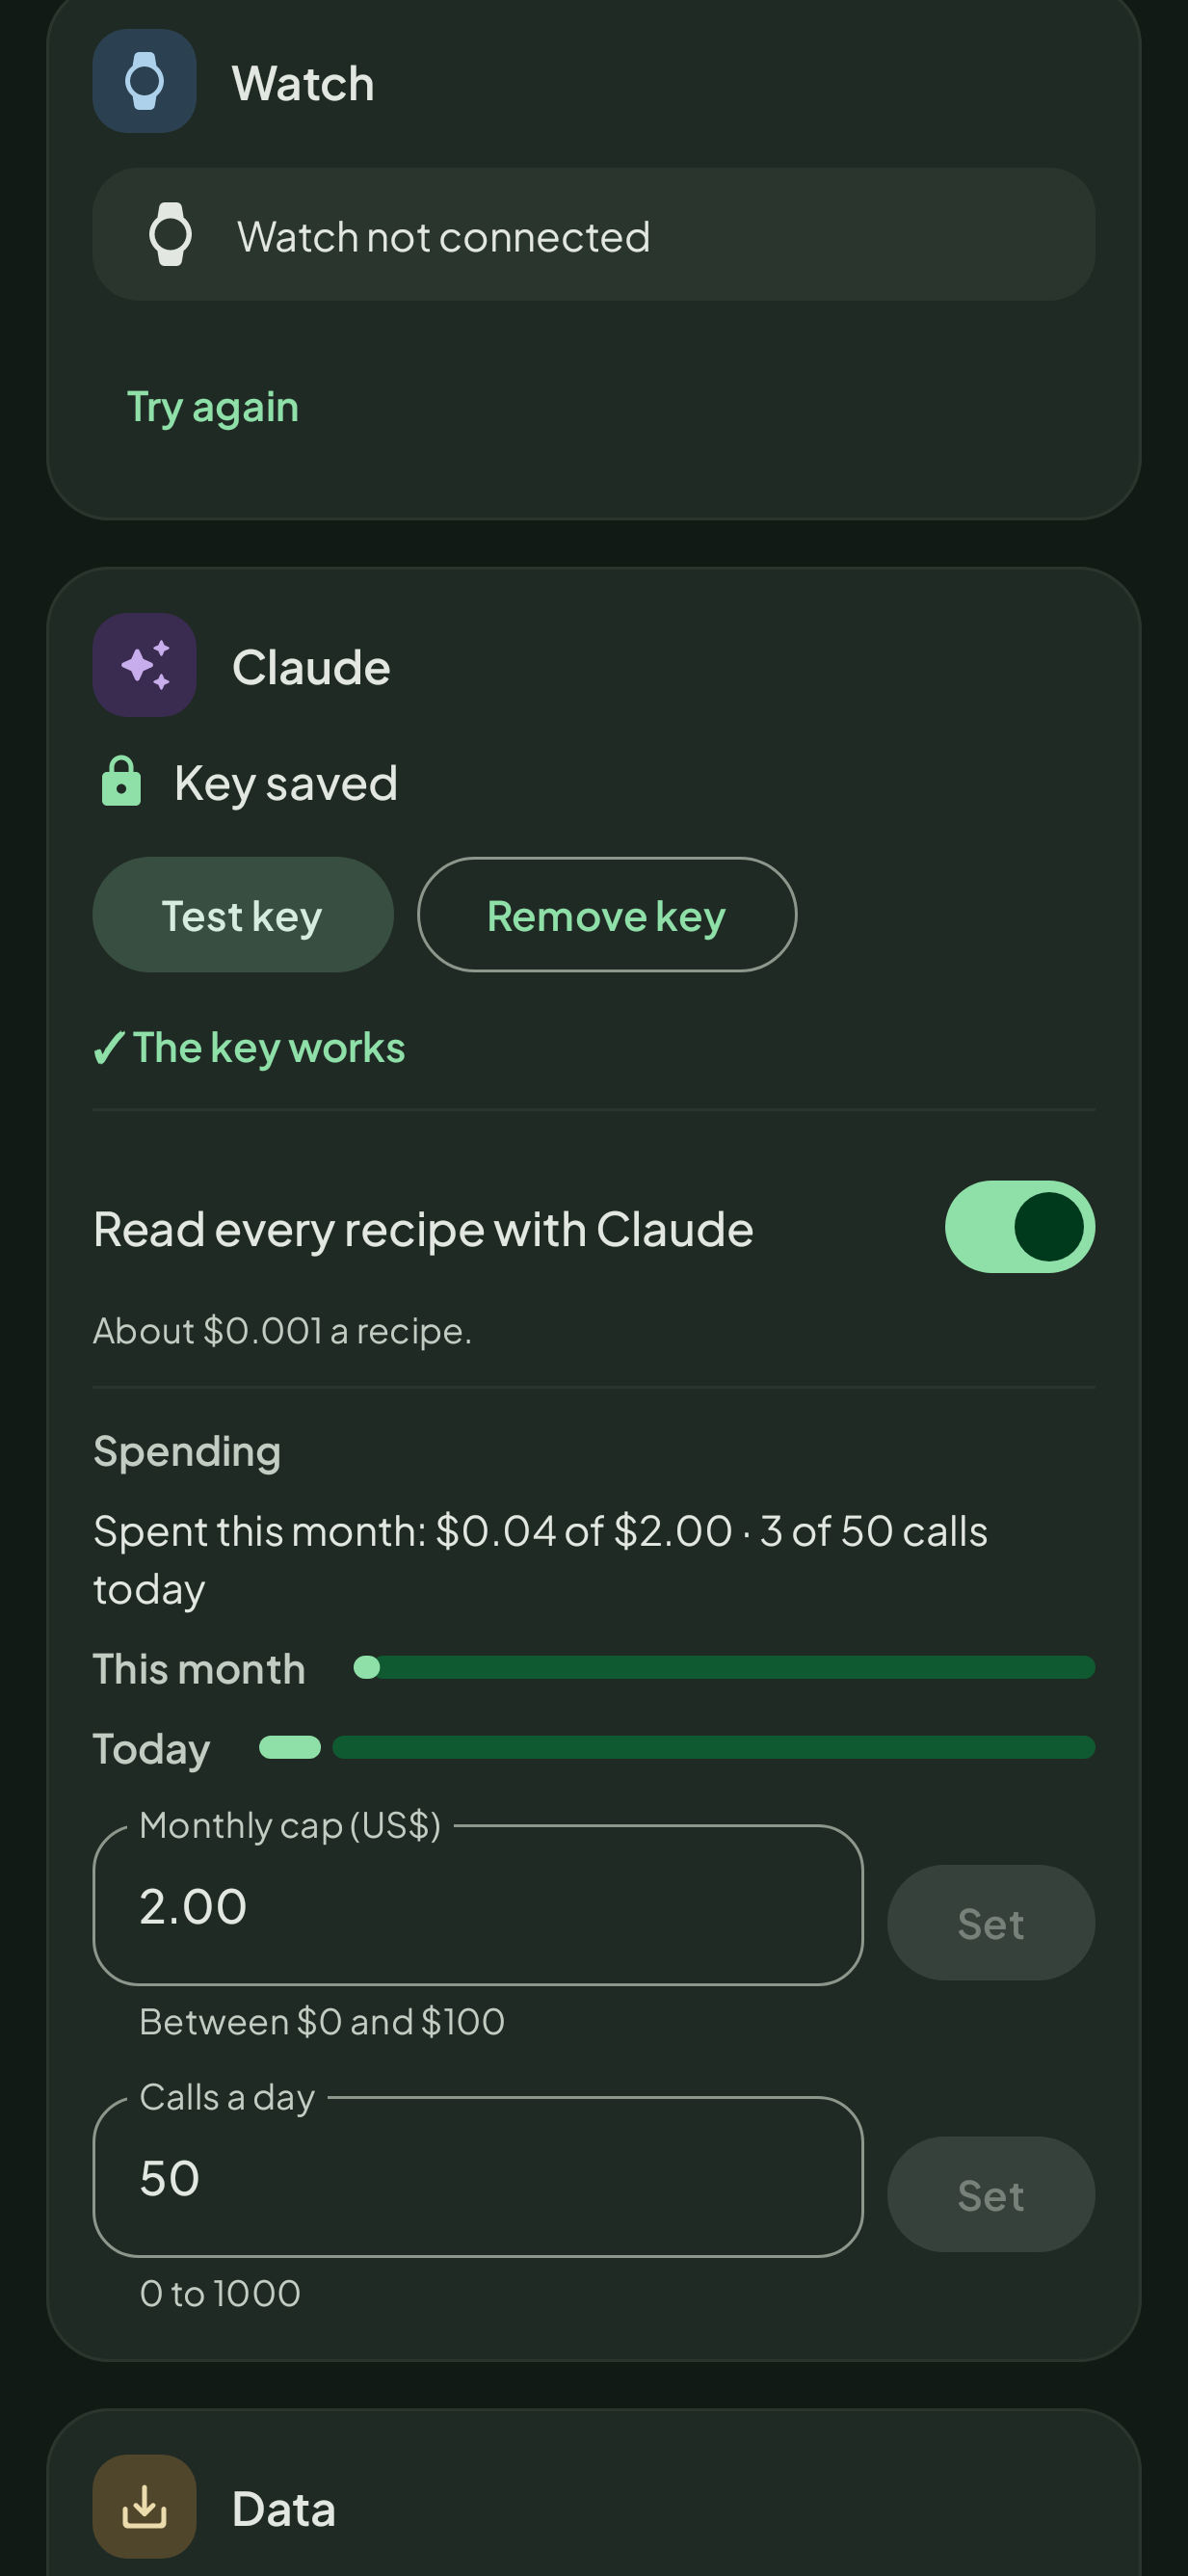 Watch
Watch not connected
Try again
Claude
Key saved
Test key
Remove key
✓ The key works
Read every recipe with Claude
About $0.001 a recipe.
Spending
Spent this month: $0.04 of $2.00 · 3 of 50 calls
today
This month
Today
Monthly cap (US$)
2.00
Set
Between $0 and $100
Calls a day
50
Set
0 to 1000
Data